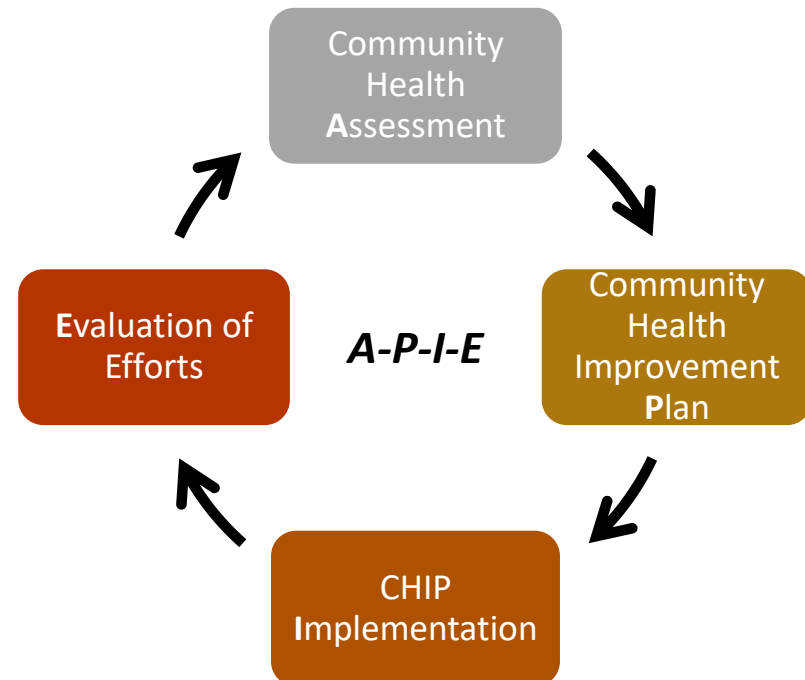 Community
Health
Assessment
Community
Health
Improvement
Plan
CHIP
Implementation
Evaluation of
Efforts
A-P-I-E